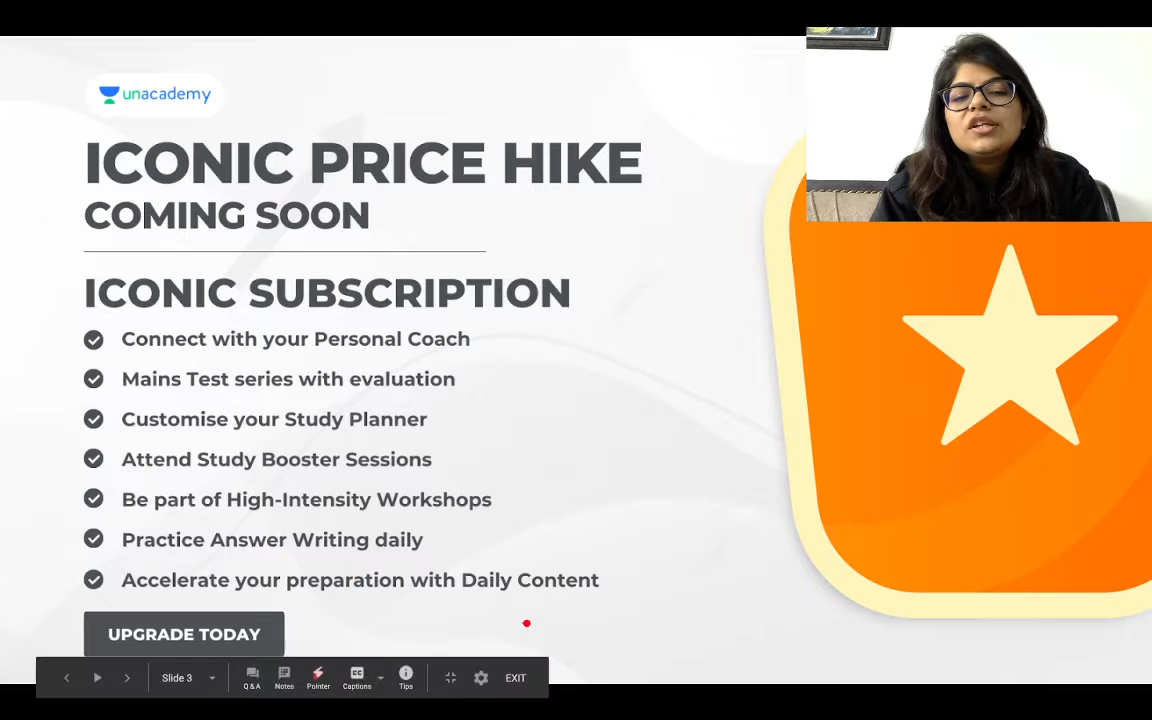 unacademy
ICONIC PRICE HIKE
COMING SOON
ICONIC SUBSCRIPTION
Connect with your Personal Coach
Mains Test series with evaluation
Customise your Study Planner
Attend Study Booster Sessions
Be part of High-Intensity Workshops
Practice Answer Writing daily
Accelerate your preparation with Daily Content
UPGRADE TODAY
Slide 3
Q & A
Notes
Pointer
CC
Captions
Tips
EXIT